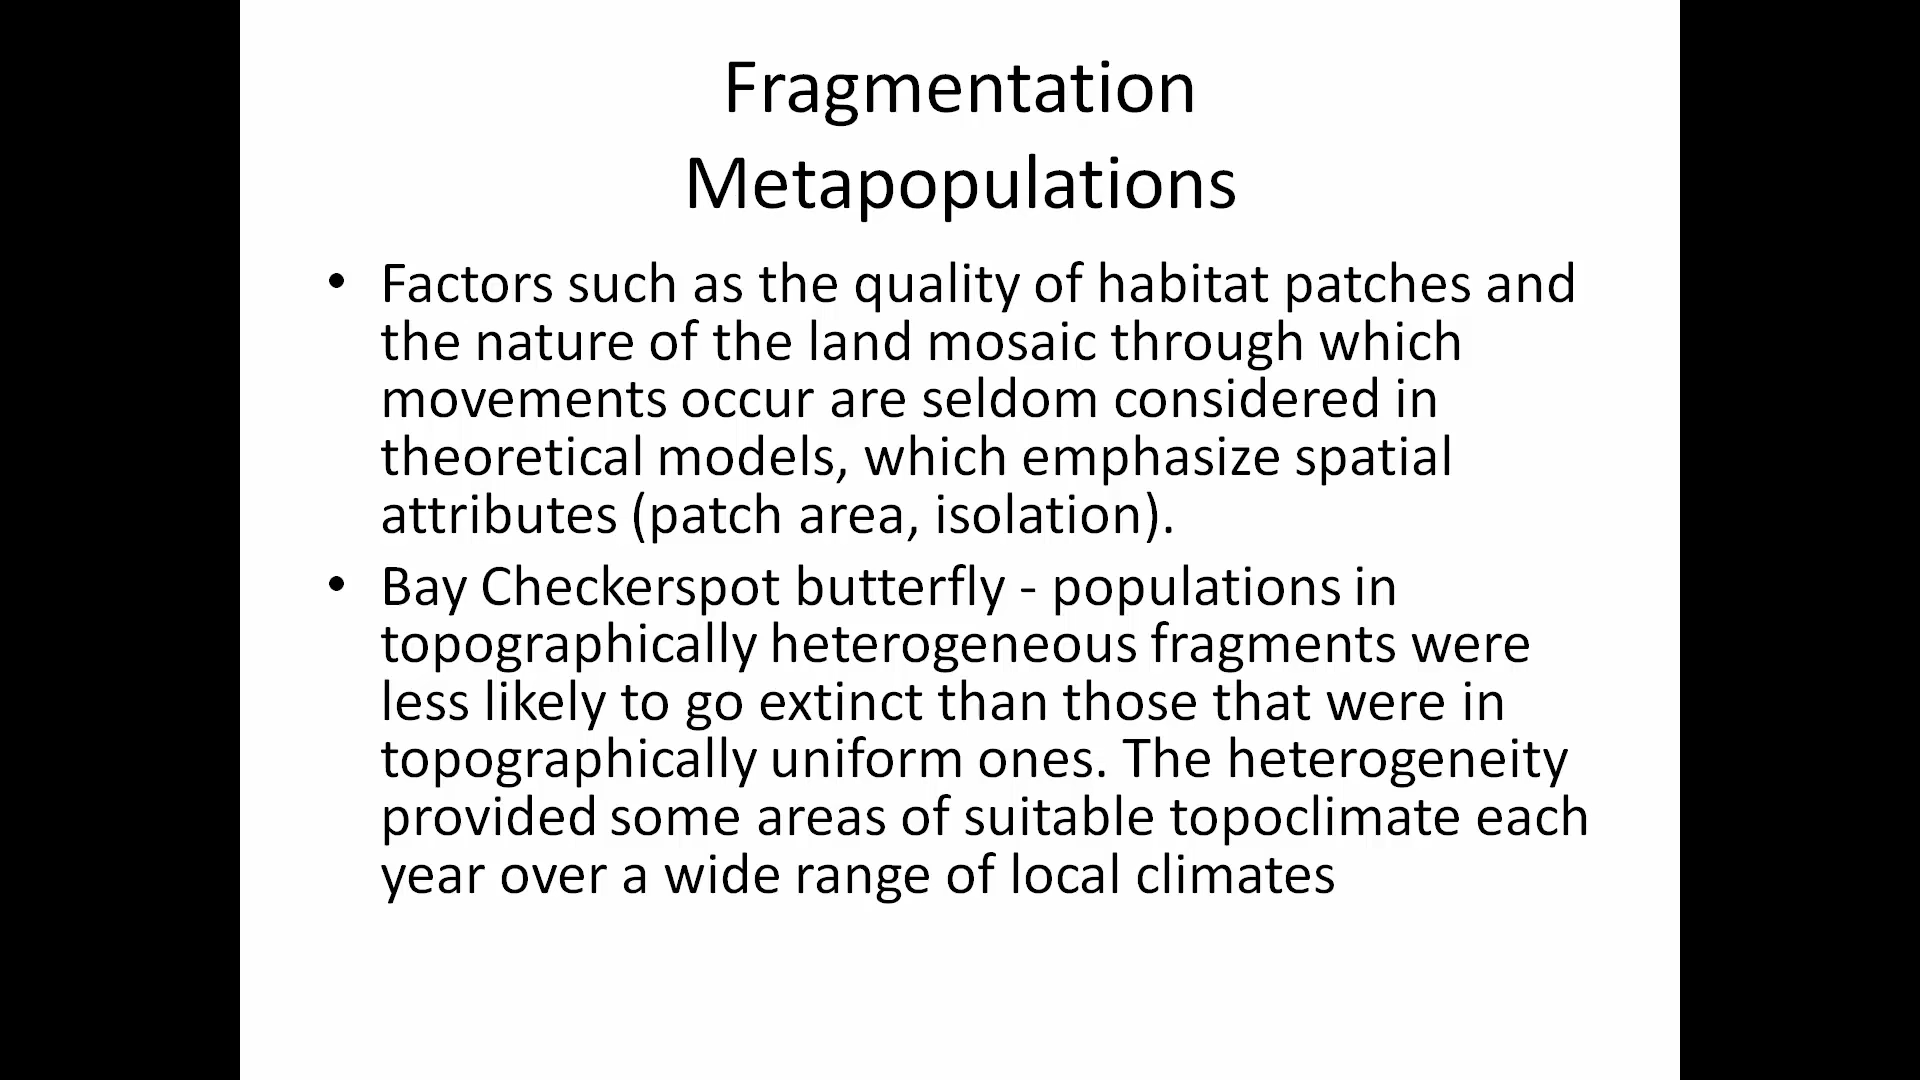 Fragmentation
Metapopulations
• Factors such as the quality of habitat patches and
the nature of the land mosaic through which
movements occur are seldom considered in
theoretical models, which emphasize spatial
attributes (patch area, isolation).
• Bay Checkerspot butterfly - populations in
topographically heterogeneous fragments were
less likely to go extinct than those that were in
topographically uniform ones. The heterogeneity
provided some areas of suitable topoclimate each
year over a wide range of local climates